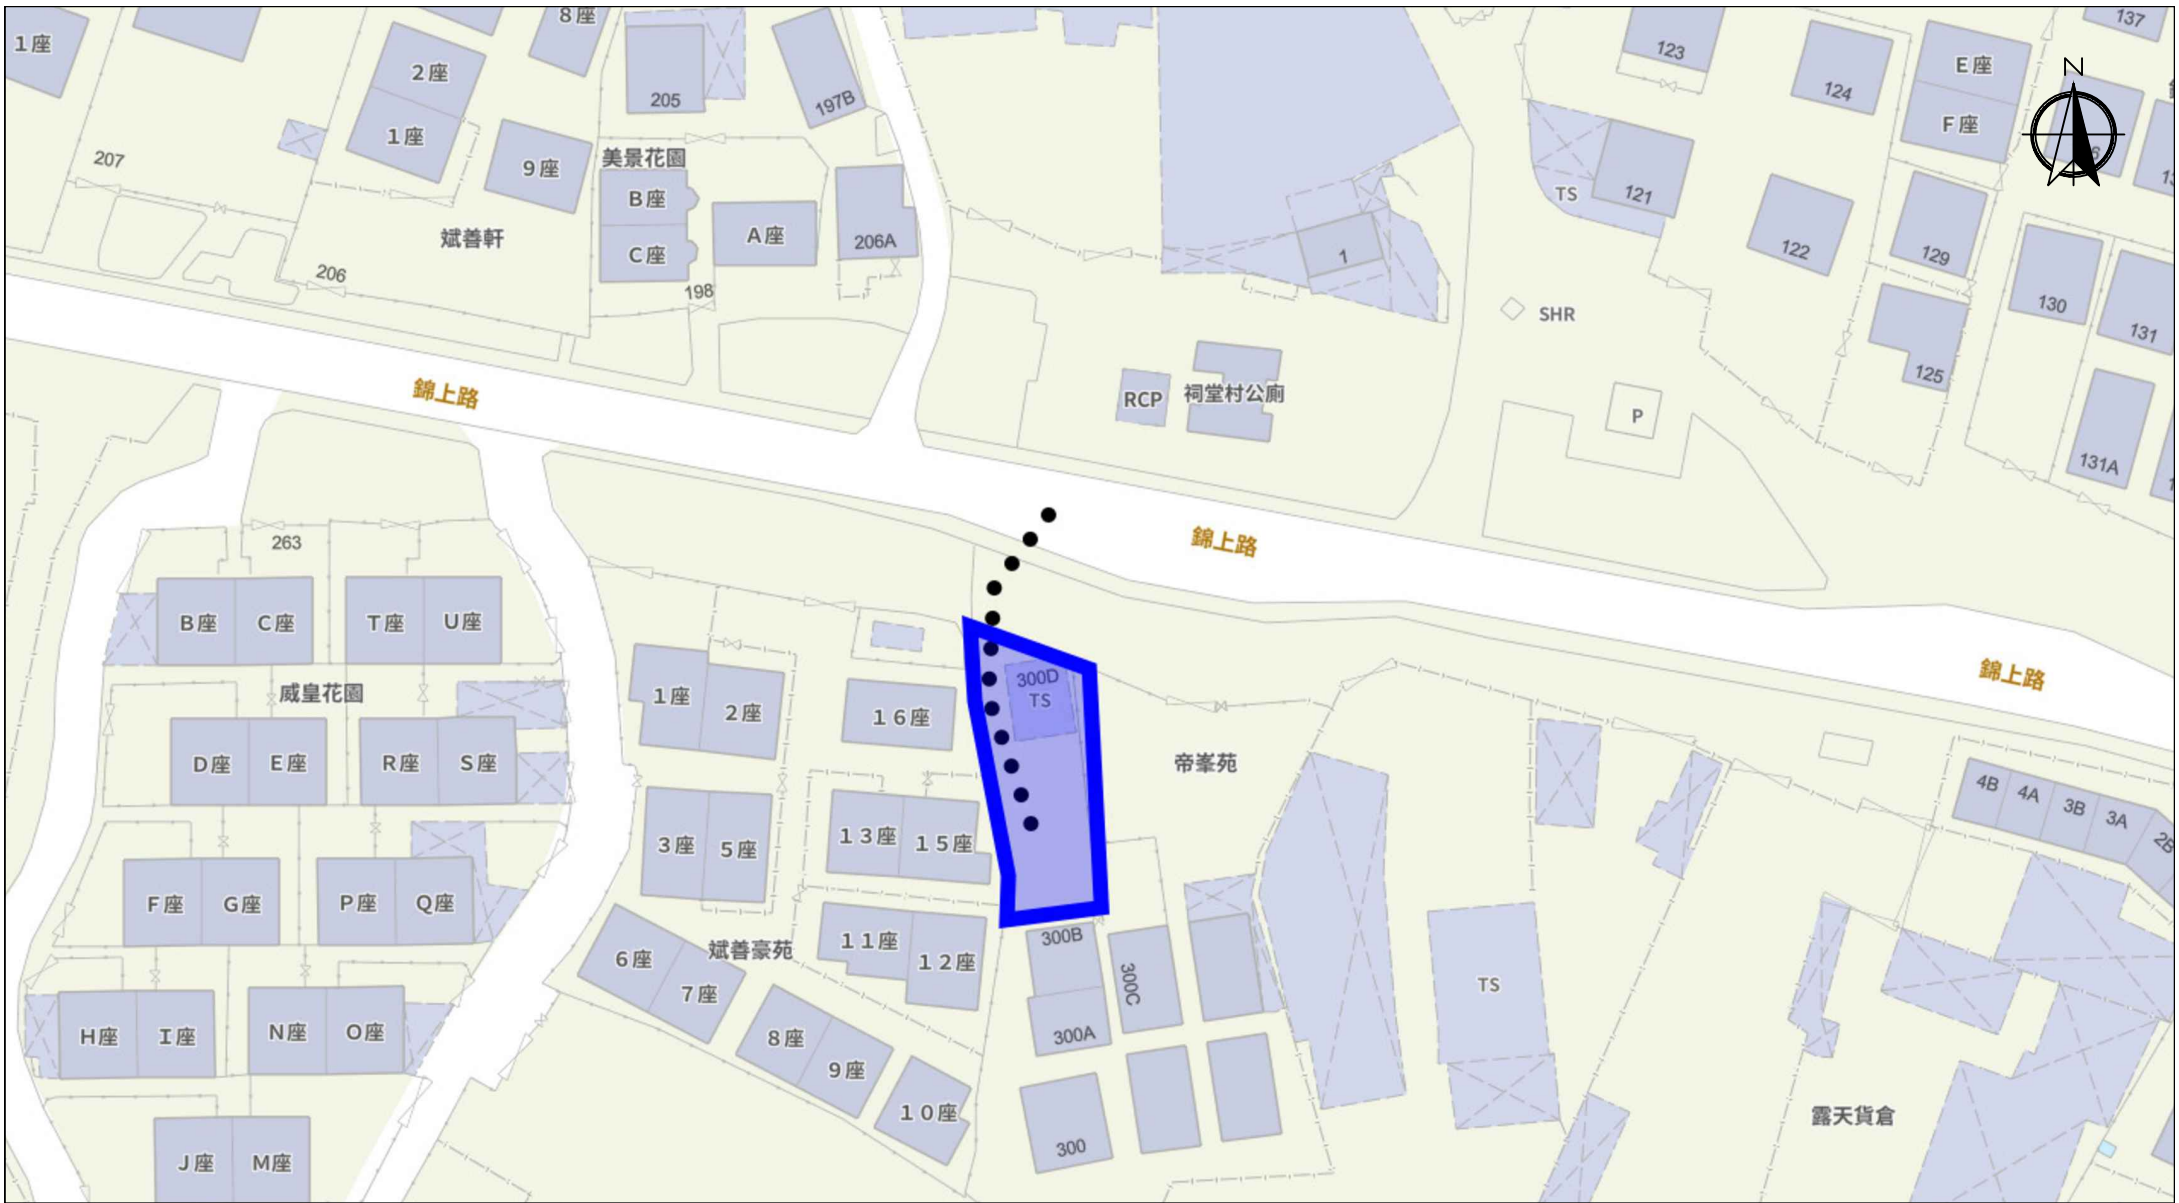 1座
2座
1座
8座
9座
207
206
斌善軒
205
197B
美景花園
B座
C座
A座
206A
198
1
123
124
E座
F座
137
N
TS
121
122
129
130
131
125
131A
SHR
P
RCP
祠堂村公廁
錦上路
錦上路
錦上路
263
B座
C座
T座
U座
威皇花園
D座
E座
R座
S座
F座
G座
P座
Q座
H座
I座
N座
O座
J座
M座
1座
2座
16座
3座
5座
13座
15座
11座
12座
斌善豪苑
6座
7座
8座
9座
10座
300D
TS
帝峯苑
300B
300C
300A
300
TS
4B
4A
3B
3A
2B
露天貨倉